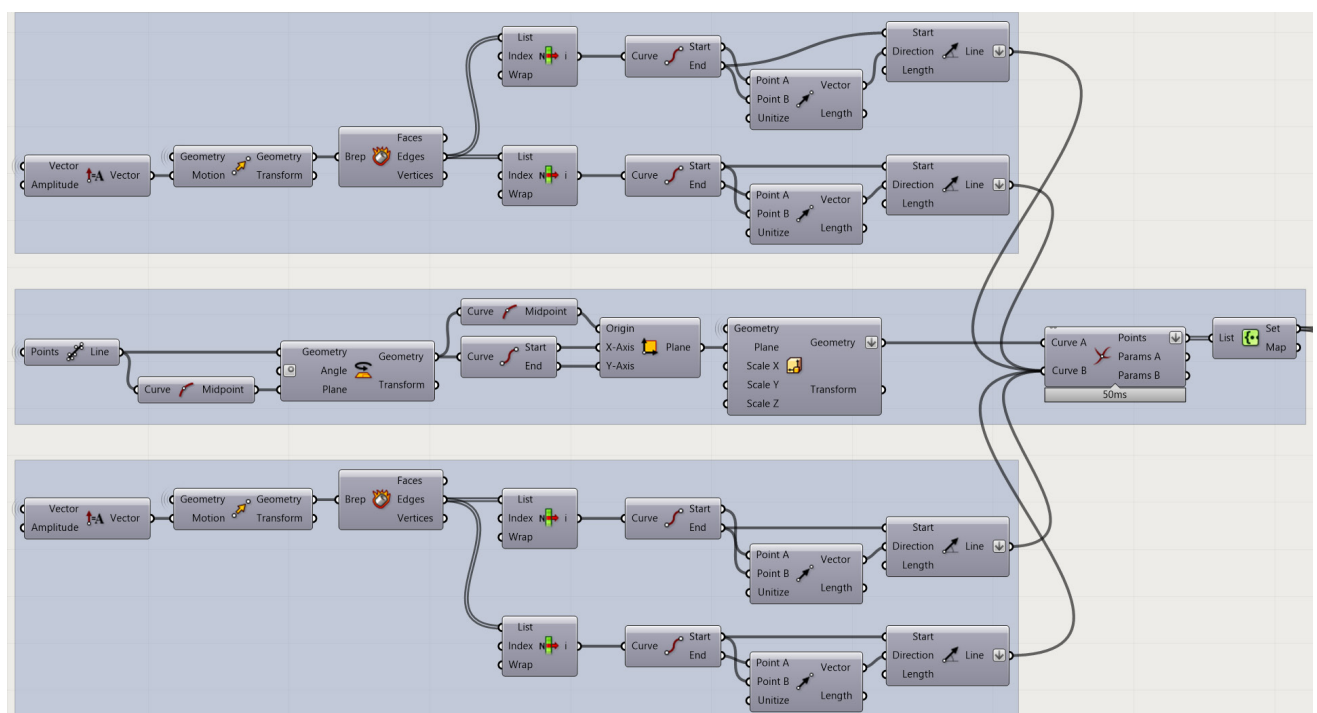 List
Index N i
Wrap
Curve Start
End
Point A Vector
Point B
Unitize Length
Start
Direction Line
Length
Vector A Vector
Amplitude
Geometry Geometry
Motion Transform
Faces
Brep Edges
Vertices
List
Index N i
Wrap
Curve Start
End
Point A Vector
Point B
Unitize Length
Start
Direction Line
Length
Points Line
Curve Midpoint
Geometry Geometry
Angle
Plane Transform
Curve Midpoint
Curve Start
End
Origin
X-Axis Plane
Y-Axis
Geometry
Plane Geometry
Scale X
Scale Y Transform
Scale Z
Curve A Points
Params A
Curve B Params B
50ms
List Set
Map
Vector A Vector
Amplitude
Geometry Geometry
Motion Transform
Faces
Brep Edges
Vertices
List
Index N i
Wrap
Curve Start
End
Point A Vector
Point B
Unitize Length
Start
Direction Line
Length
List
Index N i
Wrap
Curve Start
End
Point A Vector
Point B
Unitize Length
Start
Direction Line
Length